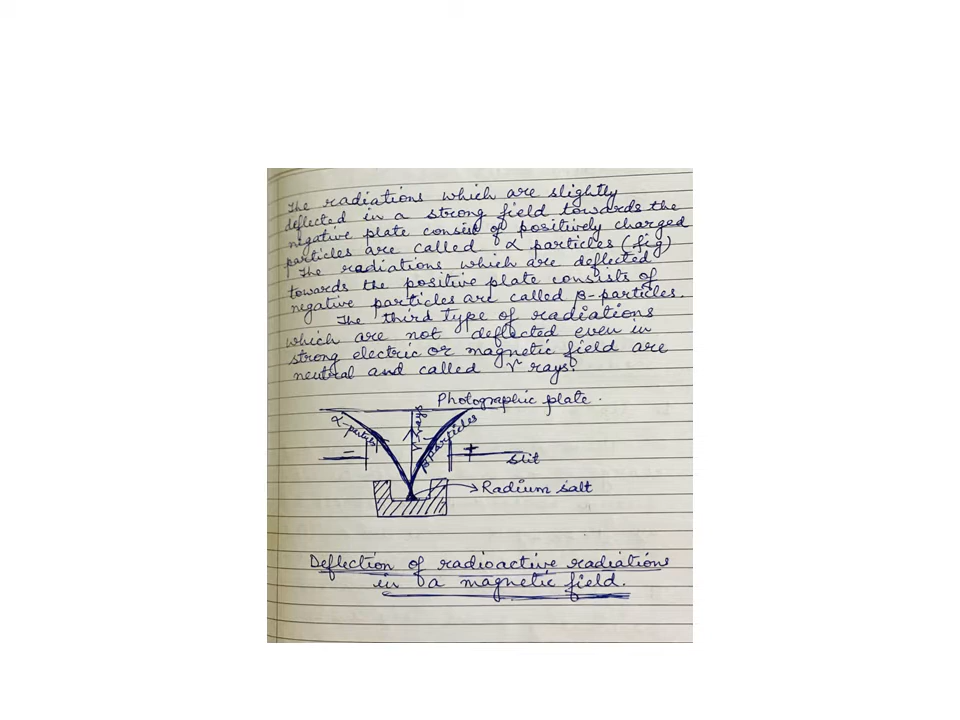 The radiations which are slightly
deflected in a strong field towards the
negative plate consist of positively charged
particles are called α particles (fig)
The radiations which are deflected
towards the positive plate consists of
negative particles are called β-particles.
The third type of radiations
which are not deflected even in
strong electric or magnetic field are
neutral and called γ rays.
Photographic plate.
γ rays
β particles
-
+
Slit
Radium salt
Deflection of radioactive radiations
in a magnetic field.